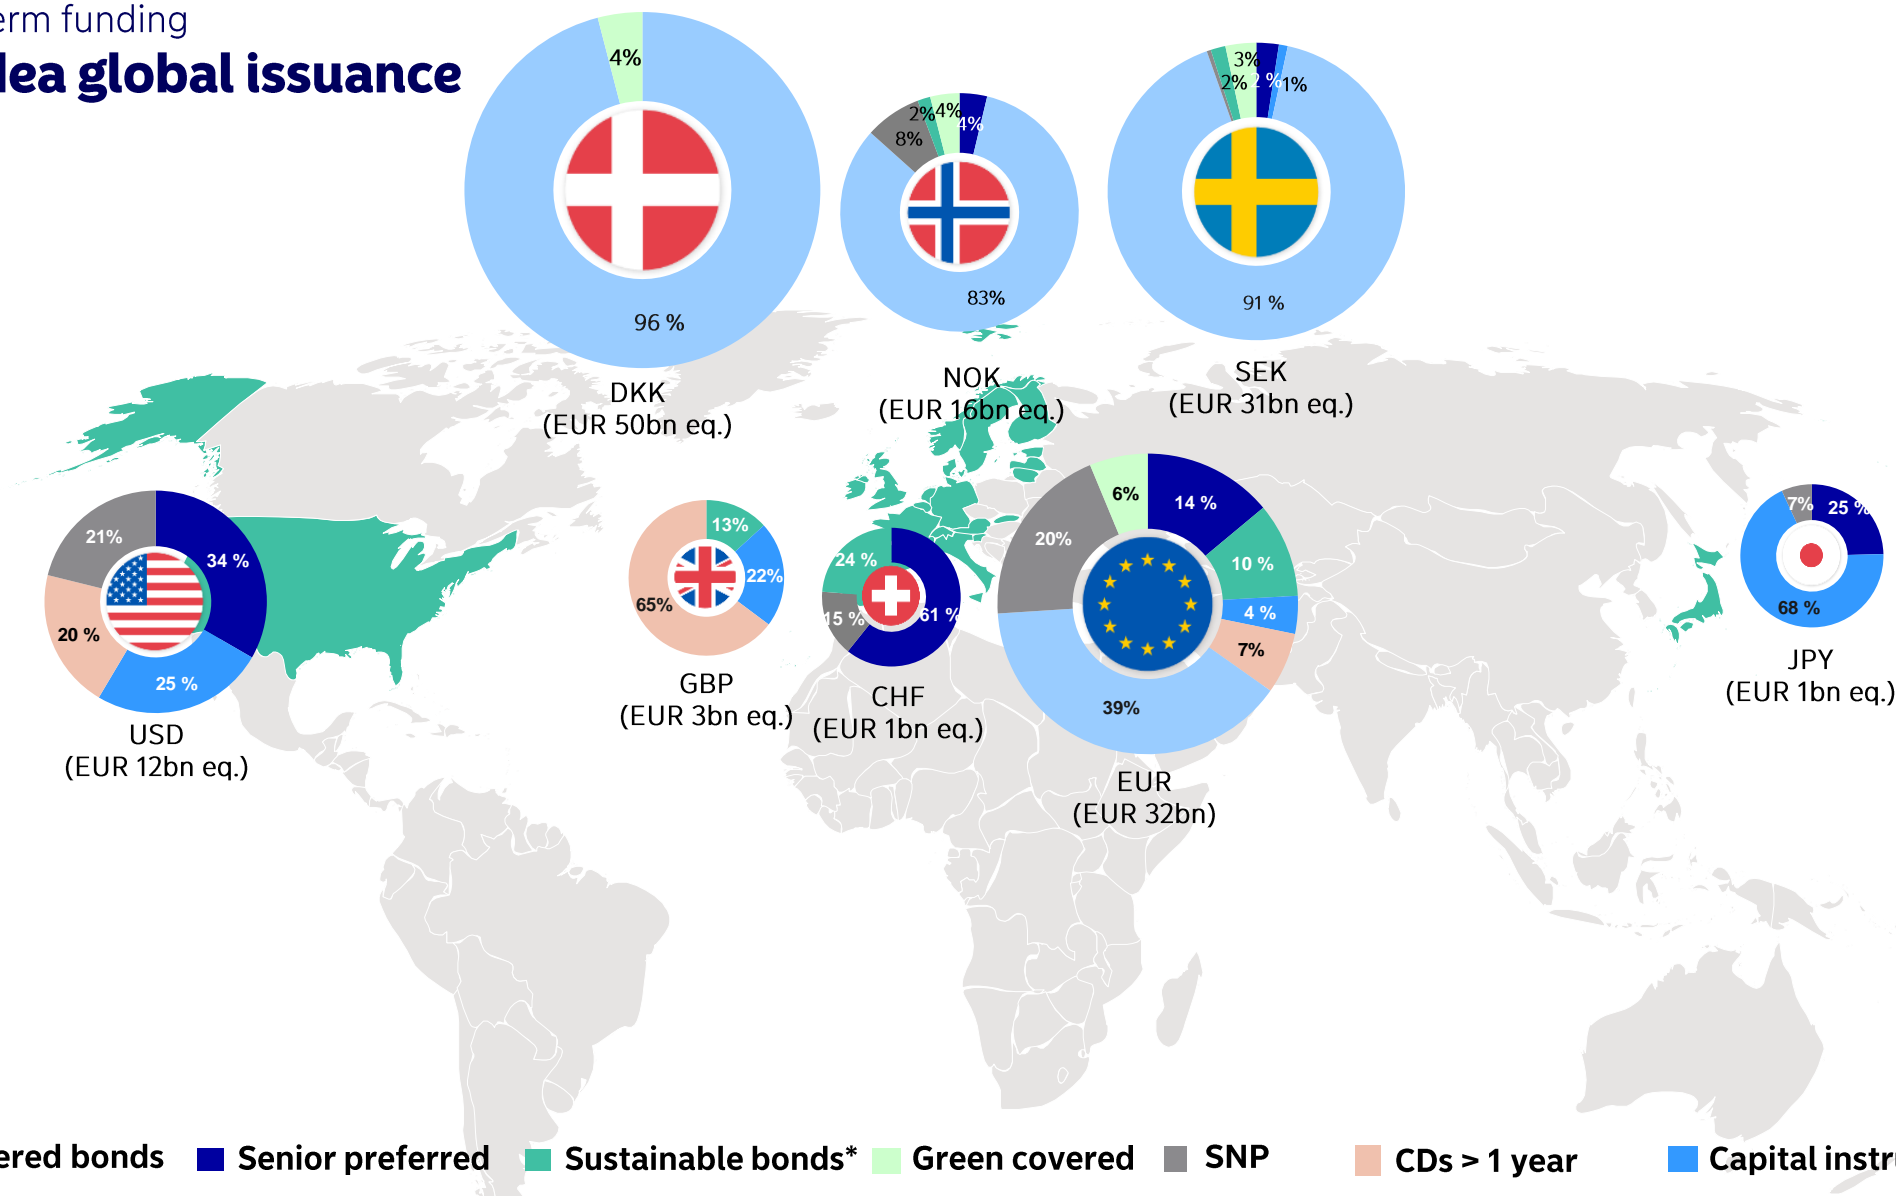 erm funding
dea global issuance
4%
96 %
DKK
(EUR 50bn eq.)
4%
83%
8%
2%
4%
NOK
(EUR 16bn eq.)
2 %
1%
91 %
2%
3%
SEK
(EUR 31bn eq.)
34 %
25 %
20 %
21%
USD
(EUR 12bn eq.)
13%
22%
65%
GBP
(EUR 3bn eq.)
61 %
15 %
24 %
CHF
(EUR 1bn eq.)
14 %
10 %
4 %
7%
39%
20%
6%
EUR
(EUR 32bn)
25 %
68 %
7%
JPY
(EUR 1bn eq.)
ered bonds
Senior preferred
Sustainable bonds*
Green covered
SNP
CDs > 1 year
Capital instr